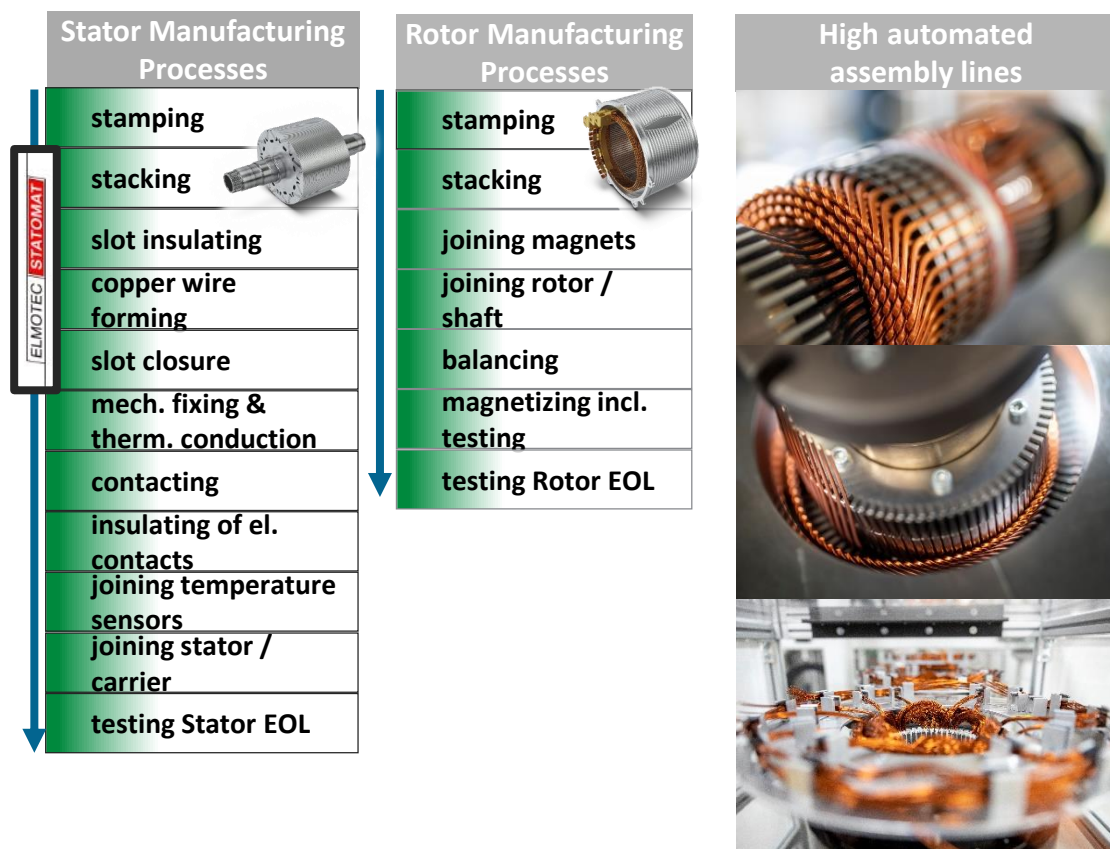 Stator Manufacturing
Processes
stamping
stacking
slot insulating
copper wire
forming
slot closure
mech. fixing &
therm. conduction
contacting
insulating of el.
contacts
joining temperature
sensors
joining stator /
carrier
testing Stator EOL
ELMOTEC STATOMAT
Rotor Manufacturing
Processes
stamping
stacking
joining magnets
joining rotor /
shaft
balancing
magnetizing incl.
testing
testing Rotor EOL
High automated
assembly lines